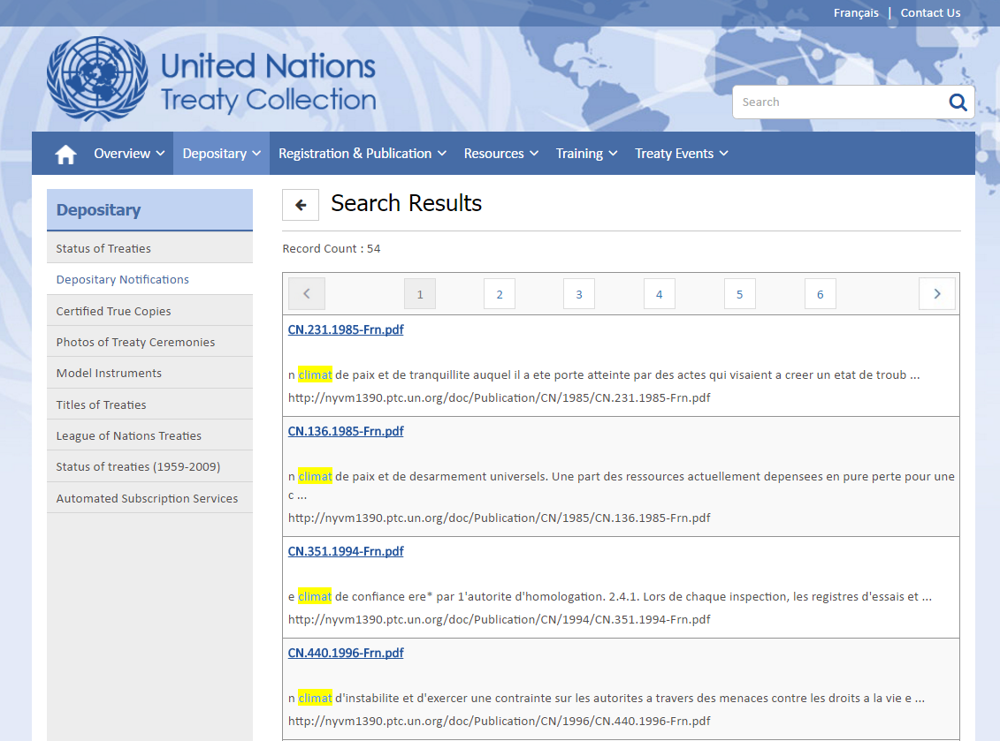 Français | Contact Us
United Nations
Treaty Collection
Search
Overview Depositary Registration & Publication Resources Training Treaty Events
Depositary
Status of Treaties
Depositary Notifications
Certified True Copies
Photos of Treaty Ceremonies
Model Instruments
Titles of Treaties
League of Nations Treaties
Status of treaties (1959-2009)
Automated Subscription Services
Search Results
Record Count : 54
1 2 3 4 5 6
CN.231.1985-Frn.pdf
n climat de paix et de tranquillite auquel il a ete porte atteinte par des actes qui visaient a creer un etat de troub ...
http://nyvm1390.ptc.un.org/doc/Publication/CN/1985/CN.231.1985-Frn.pdf
CN.136.1985-Frn.pdf
n climat de paix et de desarmement universels. Une part des ressources actuellement depensees en pure perte pour une
c ...
http://nyvm1390.ptc.un.org/doc/Publication/CN/1985/CN.136.1985-Frn.pdf
CN.351.1994-Frn.pdf
e climat de confiance ere* par 1'autorite d'homologation. 2.4.1. Lors de chaque inspection, les registres d'essais et ...
http://nyvm1390.ptc.un.org/doc/Publication/CN/1994/CN.351.1994-Frn.pdf
CN.440.1996-Frn.pdf
n climat d'instabilite et d'exercer une contrainte sur les autorites a travers des menaces contre les droits a la vie e ...
http://nyvm1390.ptc.un.org/doc/Publication/CN/1996/CN.440.1996-Frn.pdf